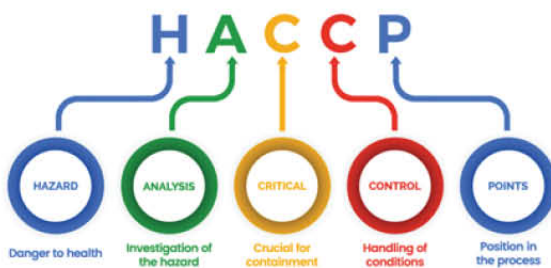 HACCP
HAZARD
ANALYSIS
CRITICAL
CONTROL
POINTS
Danger to health
Investigation of
the hazard
Crucial for
containment
Handling of
conditions
Position in
the process